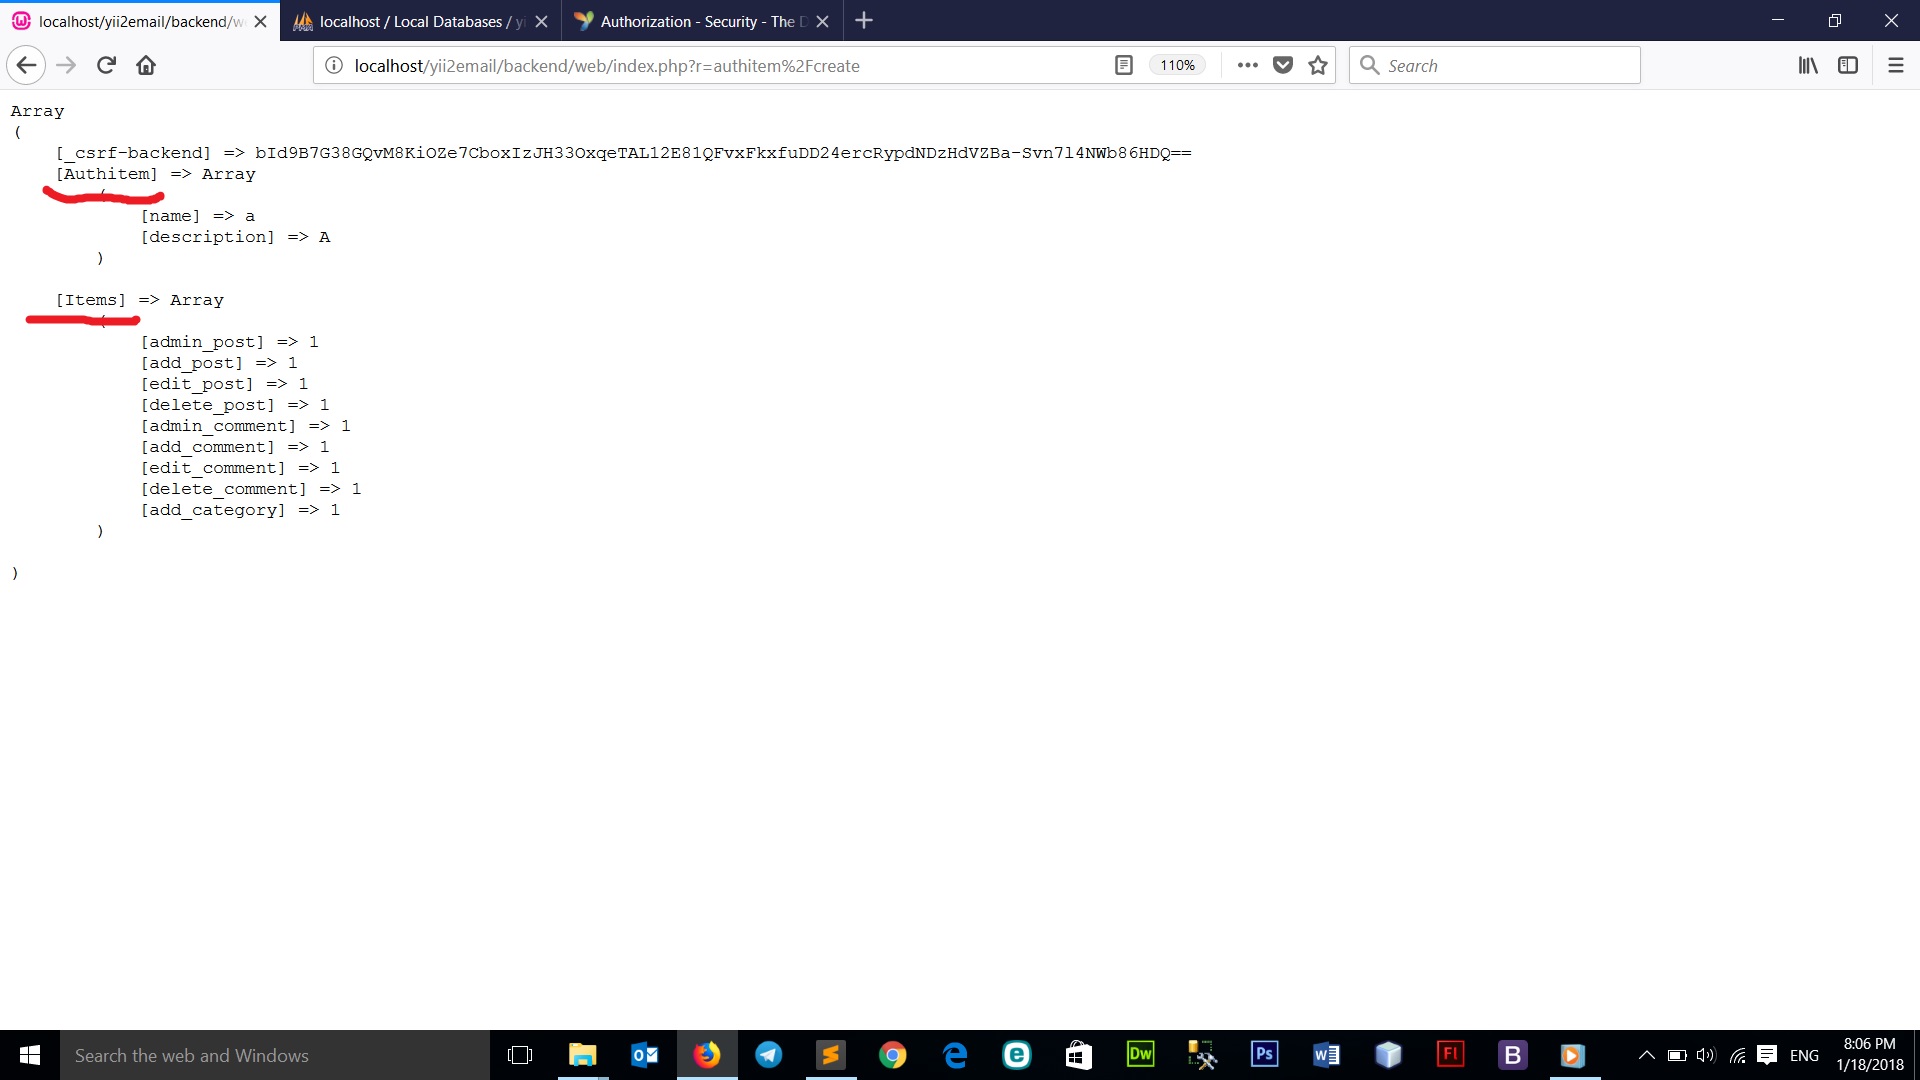 localhost/yii2email/backend/w
localhost / Local Databases / yi
Authorization - Security - The D
localhost/yii2email/backend/web/index.php?r=authitem%2Fcreate
110%
Search
Array
(
[_csrf-backend] => bId9B7G38GQvM8KiOZe7CboxIzJH33OxqeTAL12E81QFvxFkxfuDD24ercRypdNDzHdVZBa-Svn7l4NWb86HDQ==
[Authitem] => Array
(
[name] => a
[description] => A
)
[Items] => Array
(
[admin_post] => 1
[add_post] => 1
[edit_post] => 1
[delete_post] => 1
[admin_comment] => 1
[add_comment] => 1
[edit_comment] => 1
[delete_comment] => 1
[add_category] => 1
)
)
Search the web and Windows
ENG
8:06 PM
1/18/2018